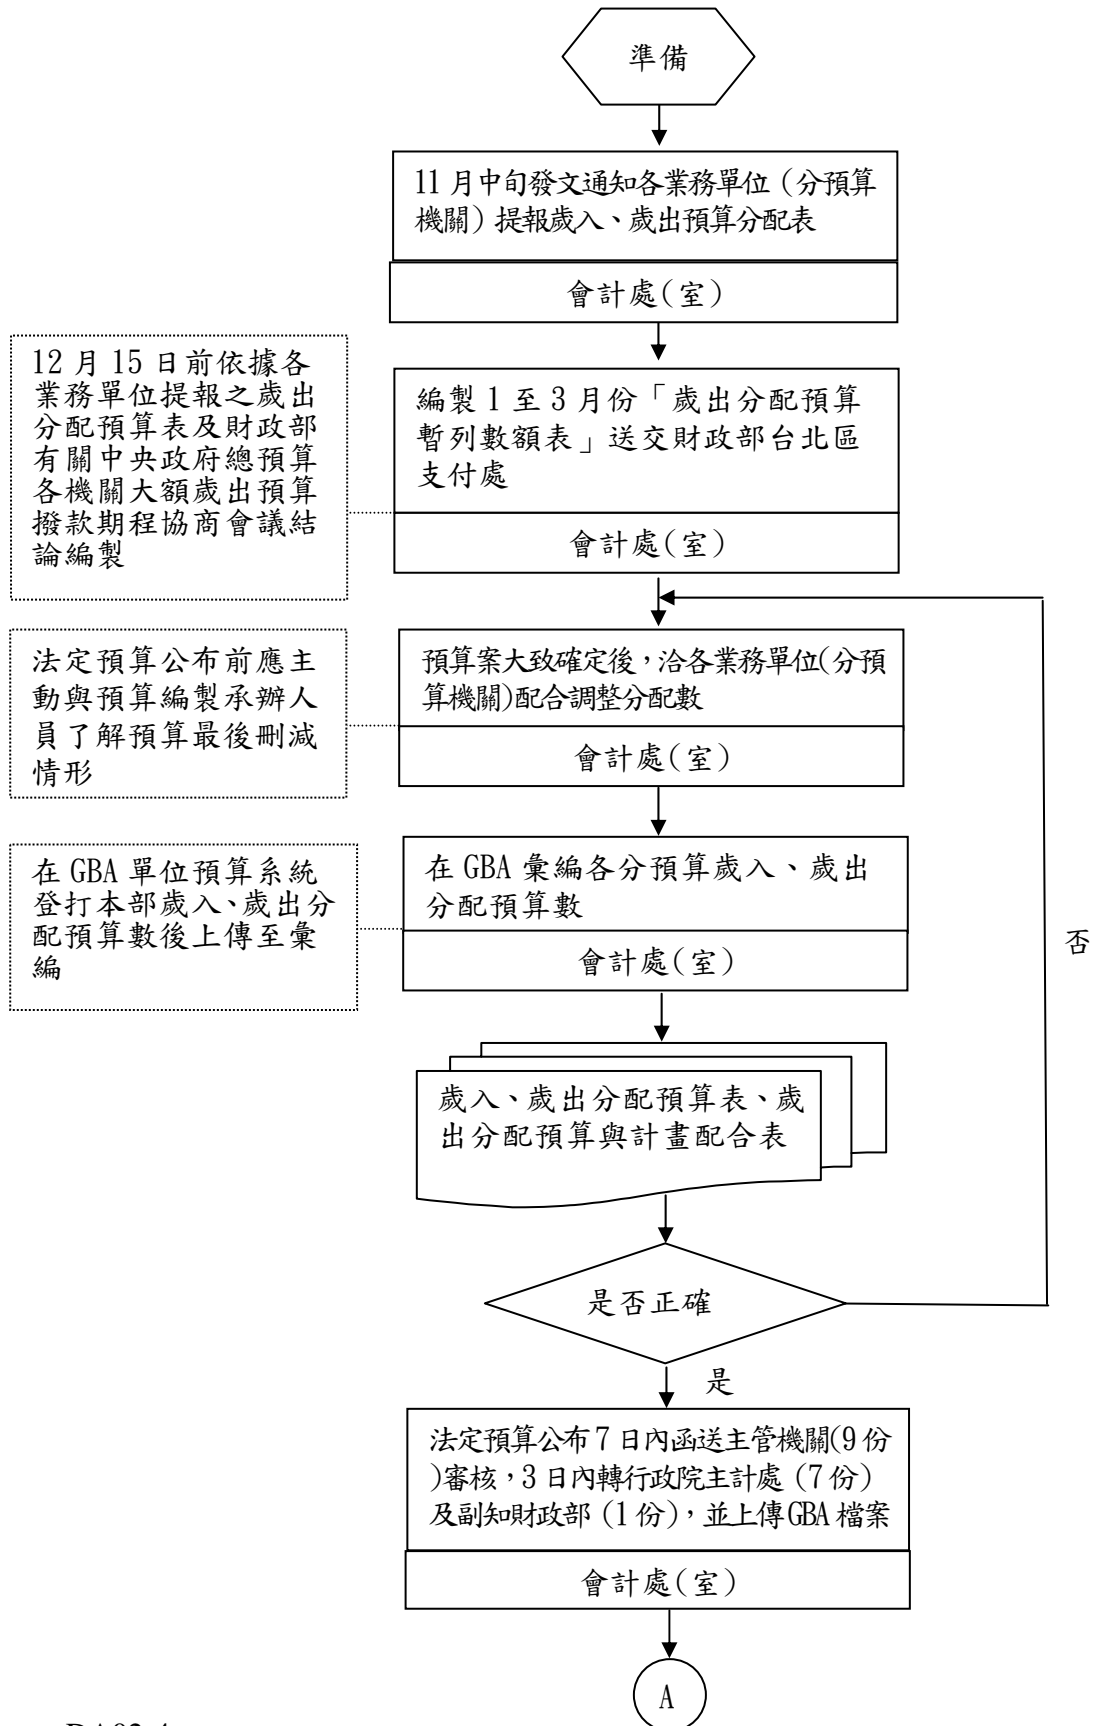 準備
11 月中旬發文通知各業務單位（分預算
機關）提報歲入、歲出預算分配表
會計處(室)
12 月 15 日前依據各
業務單位提報之歲出
分配預算表及財政部
有關中央政府總預算
各機關大額歲出預算
撥款期程協商會議結
論編製
編製 1 至 3 月份「歲出分配預算
暫列數額表」送交財政部台北區
支付處
會計處(室)
法定預算公布前應主
動與預算編製承辦人
員了解預算最後刪減
情形
預算案大致確定後，洽各業務單位(分預
算機關)配合調整分配數
會計處(室)
在 GBA 單位預算系統
登打本部歲入、歲出分
配預算數後上傳至彙
編
在 GBA 彙編各分預算歲入、歲出
分配預算數
會計處(室)
否
歲入、歲出分配預算表、歲
出分配預算與計畫配合表
是否正確
是
法定預算公布 7 日內函送主管機關(9 份
)審核，3 日內轉行政院主計處 (7 份)
及副知財政部 (1 份)，並上傳 GBA 檔案
會計處(室)
A